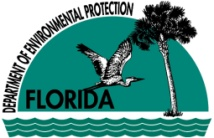 DEPARTMENT OF ENVIRONMENTAL PROTECTION
FLORIDA